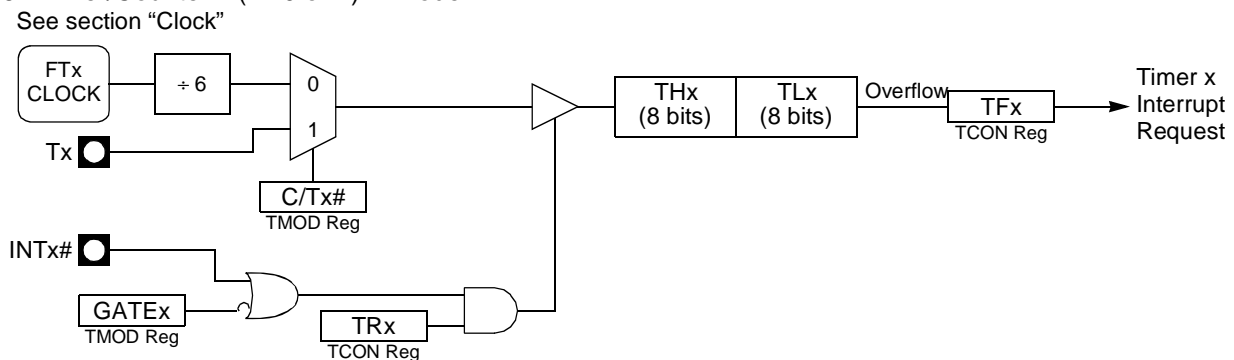 See section “Clock”
FTx
CLOCK
÷ 6
0
1
Tx
C/Tx#
TMOD Reg
THx
(8 bits)
TLx
(8 bits)
Overflow
TFx
TCON Reg
Timer x
Interrupt
Request
INTx#
GATEx
TMOD Reg
TRx
TCON Reg